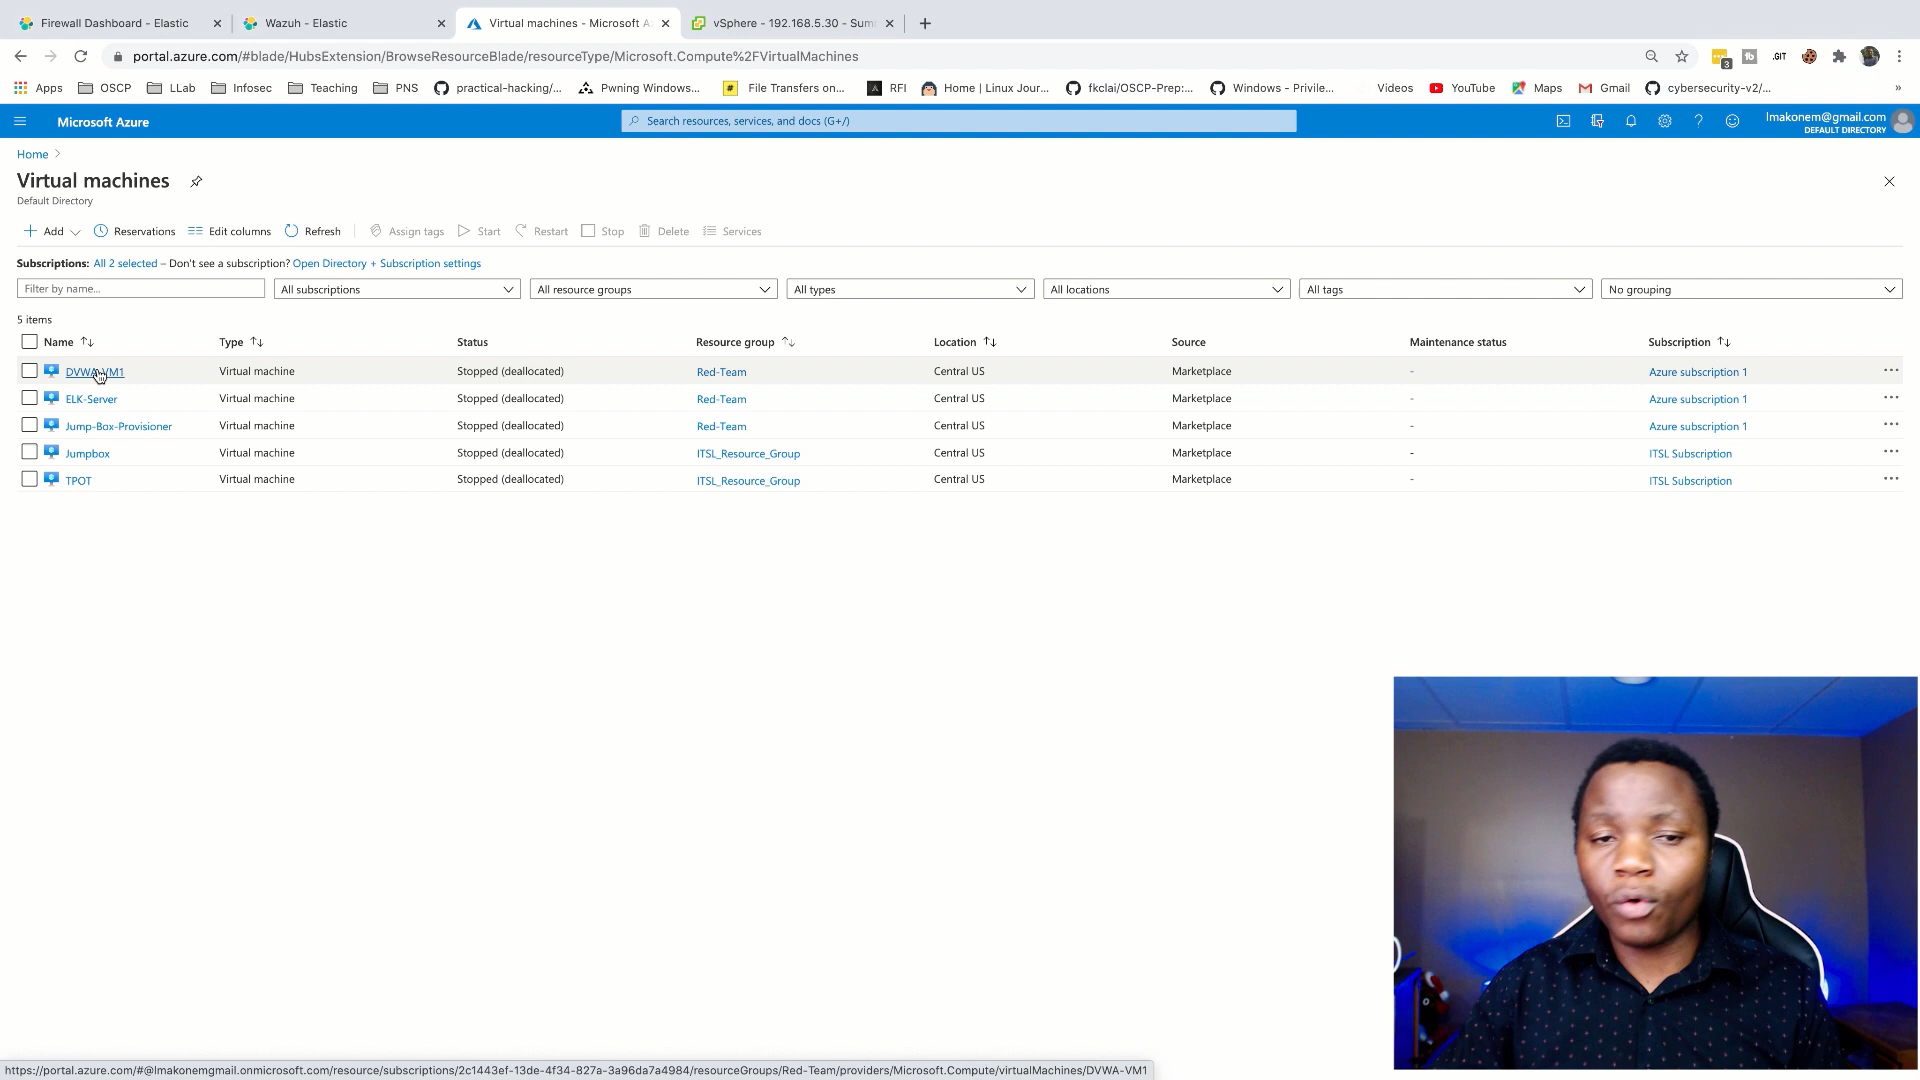 Firewall Dashboard - Elastic
Wazuh - Elastic
Virtual machines - Microsoft A
vSphere - 192.168.5.30 - Sum
portal.azure.com/#blade/HubsExtension/BrowseResourceBlade/resourceType/Microsoft.Compute%2FVirtualMachines
3
.GIT
Apps OSCP LLab Infosec Teaching PNS practical-hacking/... Pwning Windows... File Transfers on... RFI Home | Linux Jour... fkclai/OSCP-Prep:... Windows - Privile... Videos YouTube Maps Gmail cybersecurity-v2/... »
Microsoft Azure
Search resources, services, and docs (G+/)
lmakonem@gmail.com
DEFAULT DIRECTORY
Home >
Virtual machines
Default Directory
Add Reservations Edit columns Refresh Assign tags Start Restart Stop Delete Services
Subscriptions: All 2 selected – Don't see a subscription? Open Directory + Subscription settings
Filter by name... All subscriptions All resource groups All types All locations All tags No grouping
5 items
Name Type Status Resource group Location Source Maintenance status Subscription
DVWA-VM1 Virtual machine Stopped (deallocated) Red-Team Central US Marketplace - Azure subscription 1 ...
ELK-Server Virtual machine Stopped (deallocated) Red-Team Central US Marketplace - Azure subscription 1 ...
Jump-Box-Provisioner Virtual machine Stopped (deallocated) Red-Team Central US Marketplace - Azure subscription 1 ...
Jumpbox Virtual machine Stopped (deallocated) ITSL_Resource_Group Central US Marketplace - ITSL Subscription ...
TPOT Virtual machine Stopped (deallocated) ITSL_Resource_Group Central US Marketplace - ITSL Subscription ...
https://portal.azure.com/#@lmakonemgmail.onmicrosoft.com/resource/subscriptions/2c1443ef-13de-4f34-827a-3a96da7a4984/resourceGroups/Red-Team/providers/Microsoft.Compute/virtualMachines/DVWA-VM1